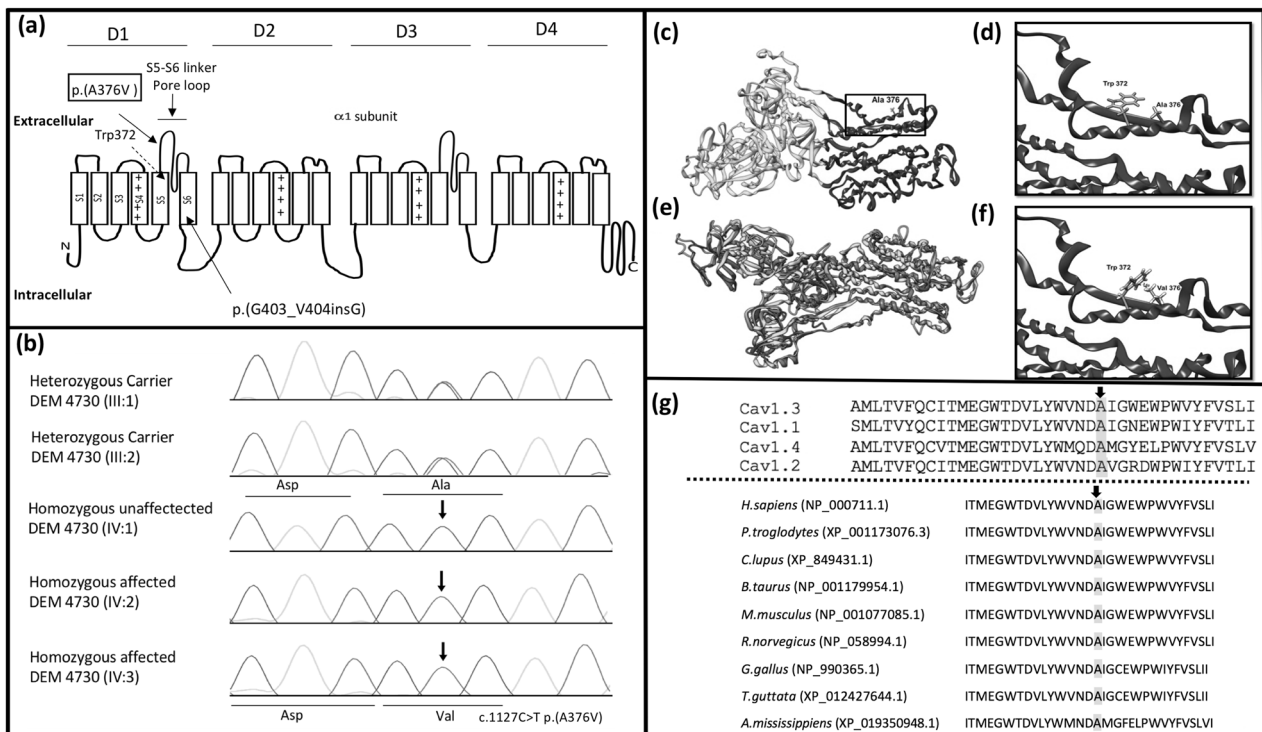 (a)
D1
D2
D3
D4
S5-S6 linker
Pore loop
p.(A376V )
Extracellular
Trp372
α1 subunit
S1
S2
S3
S4
++++
S5
S6
+
+
+
+
+
+
+
+
+
+
+
+
N
C
Intracellular
p.(G403_V404insG)
(b)
Heterozygous Carrier
DEM 4730 (III:1)
Heterozygous Carrier
DEM 4730 (III:2)
Asp
Ala
Homozygous unaffectected
DEM 4730 (IV:1)
Homozygous affected
DEM 4730 (IV:2)
Homozygous affected
DEM 4730 (IV:3)
Asp
Val
c.1127C>T p.(A376V)
(c)
Ala 376
(d)
Trp 372
Ala 376
(e)
(f)
Trp 372
Val 376
(g)
Cav1.3 AMLTVFQCITMEGWTDVLYWVNDAIGWEWPWVYFVSLI
Cav1.1 SMLTVYQCITMEGWTDVLYWVNDAIGNEWPWIYFVTLI
Cav1.4 AMLTVFQCVTMEGWTDVLYWMQDAMGYELPWVYFVSLV
Cav1.2 AMLTVFQCITMEGWTDVLYWVNDAVGRDWPWIYFVTLI
H.sapiens (NP_000711.1) ITMEGWTDVLYWVNDAIGWEWPWVYFVSLI
P.troglodytes (XP_001173076.3) ITMEGWTDVLYWVNDAIGWEWPWVYFVSLI
C.lupus (XP_849431.1) ITMEGWTDVLYWVNDAIGWEWPWVYFVSLI
B.taurus (NP_001179954.1) ITMEGWTDVLYWVNDAIGWEWPWVYFVSLI
M.musculus (NP_001077085.1) ITMEGWTDVLYWVNDAIGWEWPWVYFVSLI
R.norvegicus (NP_058994.1) ITMEGWTDVLYWVNDAIGWEWPWVYFVSLI
G.gallus (NP_990365.1) ITMEGWTDVLYWVNDAIGCEWPWIYFVSLII
T.guttata (XP_012427644.1) ITMEGWTDVLYWVNDAIGCEWPWIYFVSLII
A.mississippiens (XP_019350948.1) ITMEGWTDVLYWMNDAMGFELPWVYFVSLVI